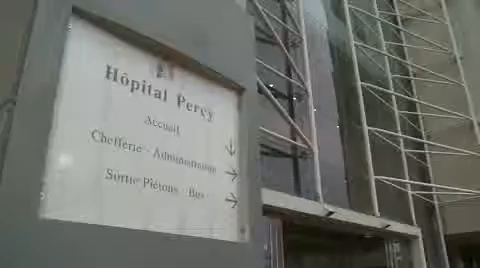 Hôpital Percy
Accueil ↓
Chefferie - Administration →
Sortie Piétons - Bus →